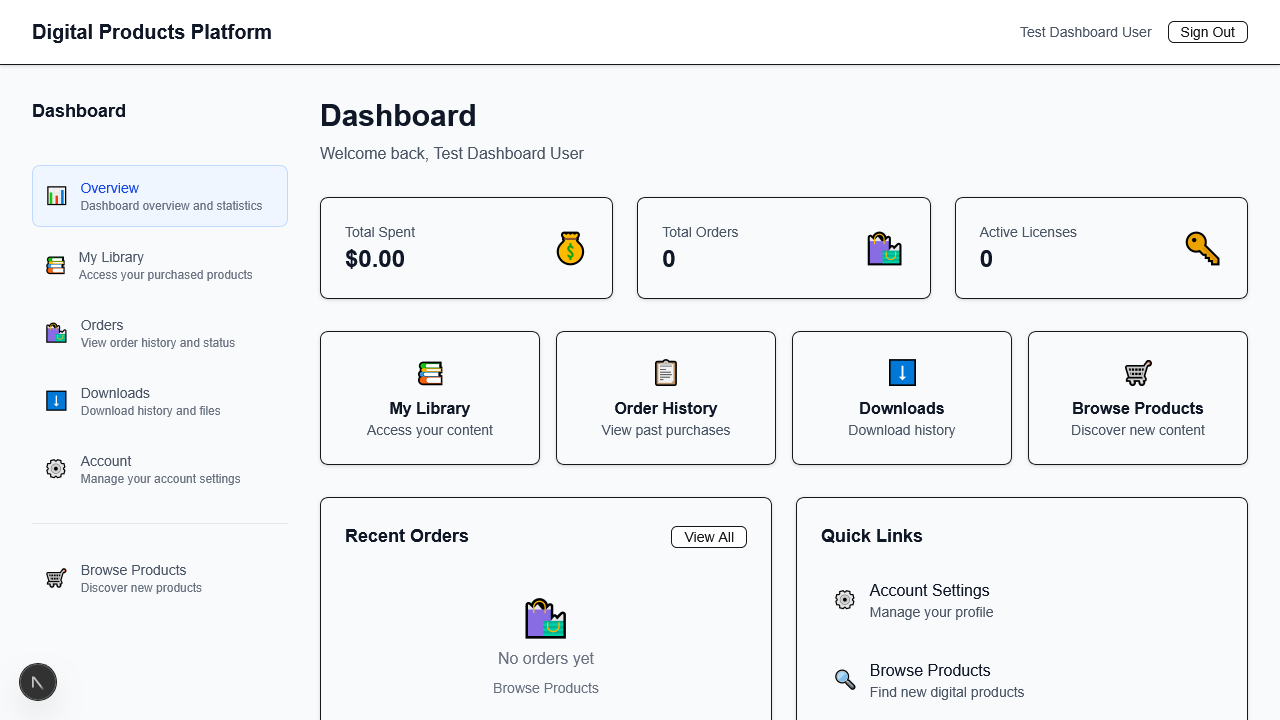 Digital Products Platform
Test Dashboard User
Sign Out
Dashboard
Overview
Dashboard overview and statistics
My Library
Access your purchased products
Orders
View order history and status
Downloads
Download history and files
Account
Manage your account settings
Browse Products
Discover new products
Dashboard
Welcome back, Test Dashboard User
Total Spent
$0.00
Total Orders
0
Active Licenses
0
My Library
Access your content
Order History
View past purchases
Downloads
Download history
Browse Products
Discover new content
Recent Orders
View All
No orders yet
Browse Products
Quick Links
Account Settings
Manage your profile
Browse Products
Find new digital products